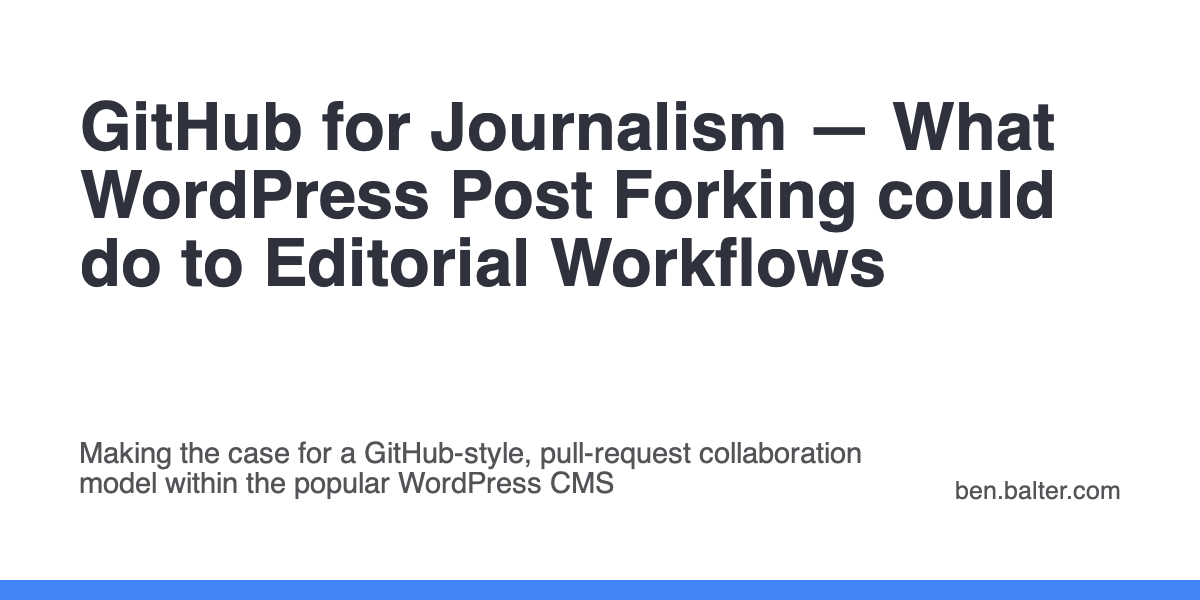 GitHub for Journalism — What
WordPress Post Forking could
do to Editorial Workflows
Making the case for a GitHub-style, pull-request collaboration
model within the popular WordPress CMS
ben.balter.com